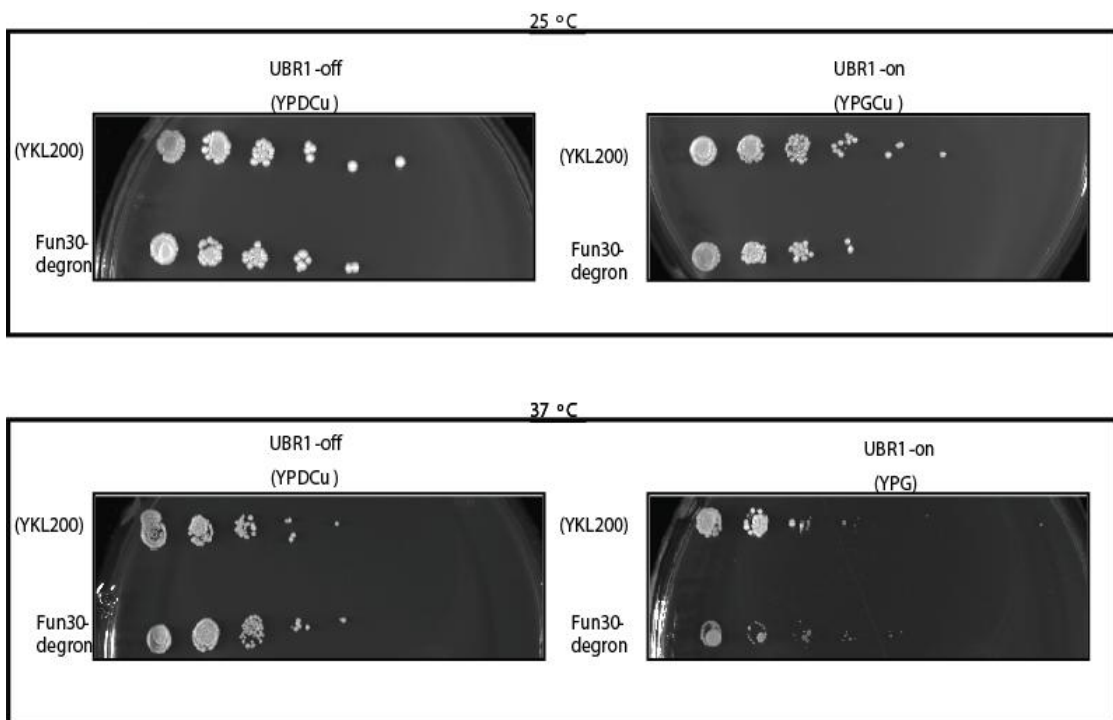 25 °C
UBR1-off
(YPDCu)
UBR1-on
(YPGCu)
(YKL200)
(YKL200)
Fun30-
degron
Fun30-
degron
37 °C
UBR1-off
(YPDCu)
UBR1-on
(YPG)
(YKL200)
(YKL200)
Fun30-
degron
Fun30-
degron